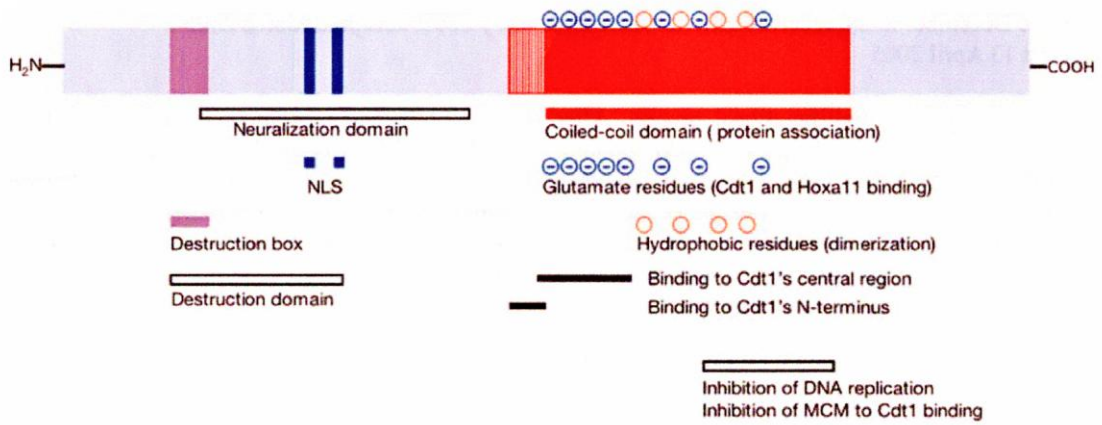 H2N
COOH
Neuralization domain
Coiled-coil domain ( protein association)
NLS
Glutamate residues (Cdt1 and Hoxa11 binding)
Destruction box
Hydrophobic residues (dimerization)
Destruction domain
Binding to Cdt1's central region
Binding to Cdt1's N-terminus
Inhibition of DNA replication
Inhibition of MCM to Cdt1 binding